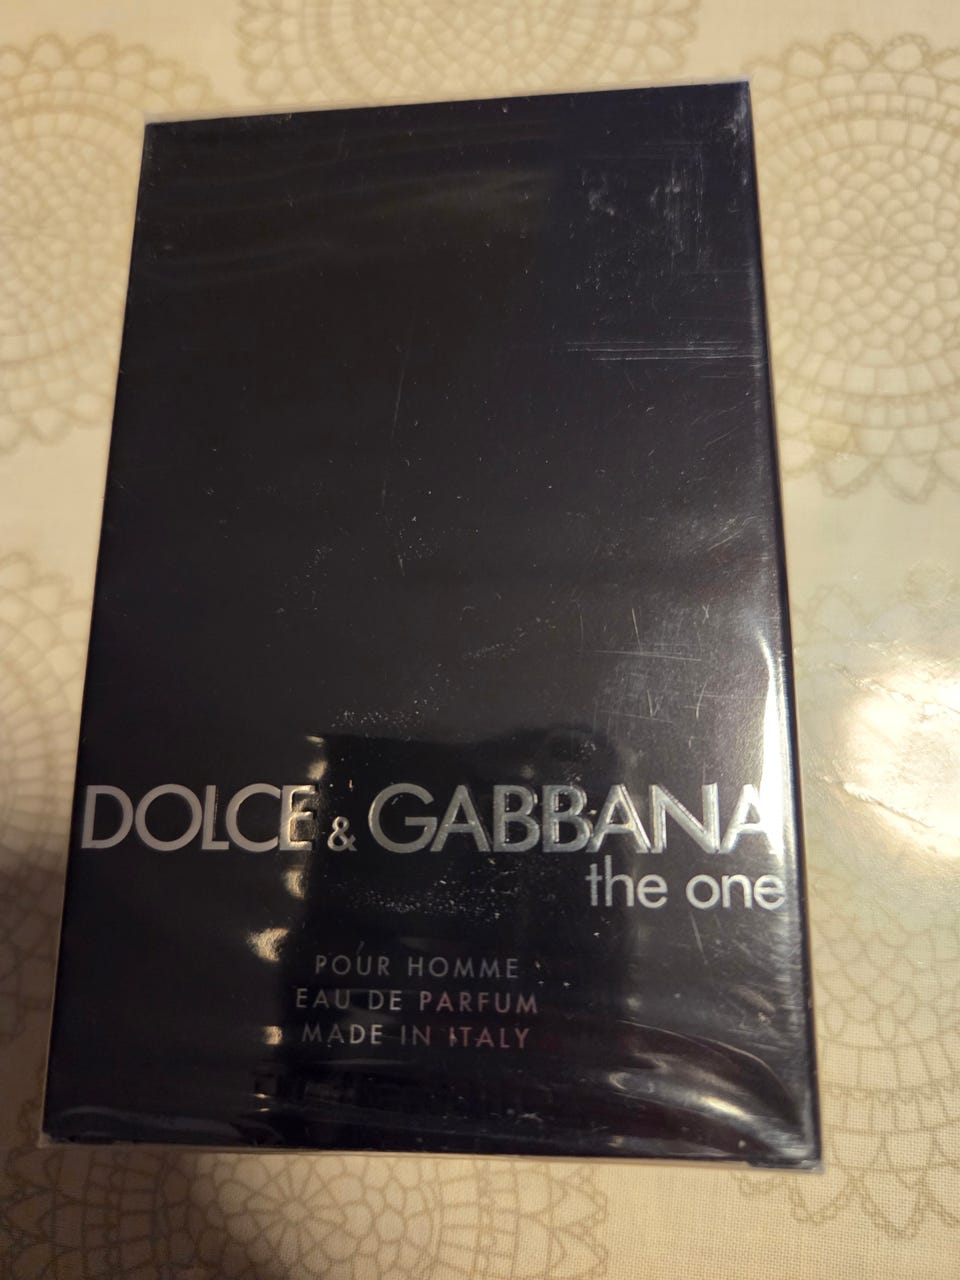 DOLCE & GABBANA
the one
POUR HOMME
EAU DE PARFUM
MADE IN ITALY